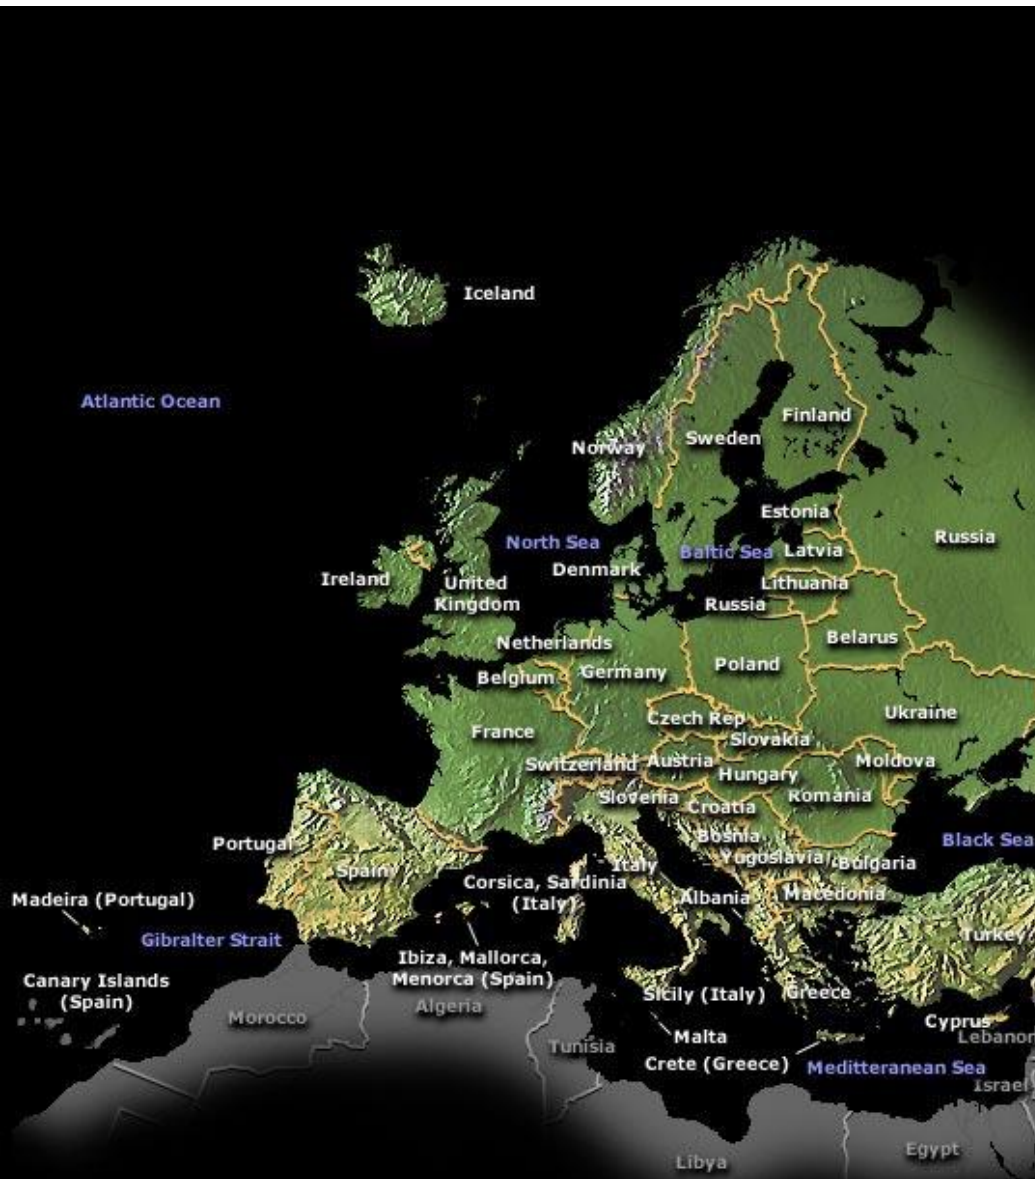 Iceland
Atlantic Ocean
Finland
Sweden
Norway
Estonia
Russia
North Sea
Baltic Sea
Latvia
Denmark
Ireland
United
Kingdom
Lithuania
Russia
Belarus
Netherlands
Poland
Germany
Belgium
Ukraine
Czech Rep
France
Slovakia
Switzerland
Austria
Moldova
Hungary
Slovenia
Romania
Croatia
Bosnia
Black Sea
Portugal
Yugoslavia
Bulgaria
Italy
Spain
Corsica, Sardinia
(Italy)
Albania
Macedonia
Madeira (Portugal)
Gibralter Strait
Turkey
Ibiza, Mallorca,
Menorca (Spain)
Canary Islands
(Spain)
Sicily (Italy)
Greece
Algeria
Morocco
Cyprus
Malta
Lebanon
Tunisia
Crete (Greece)
Meditteranean Sea
Israel
Egypt
Libya